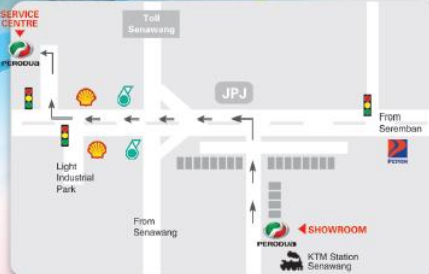 SERVICE
CENTRE
PERODUA
Toll
Senawang
JPJ
From
Seremban
PETRON
Light
Industrial
Park
From
Senawang
SHOWROOM
PERODUA
KTM Station
Senawang